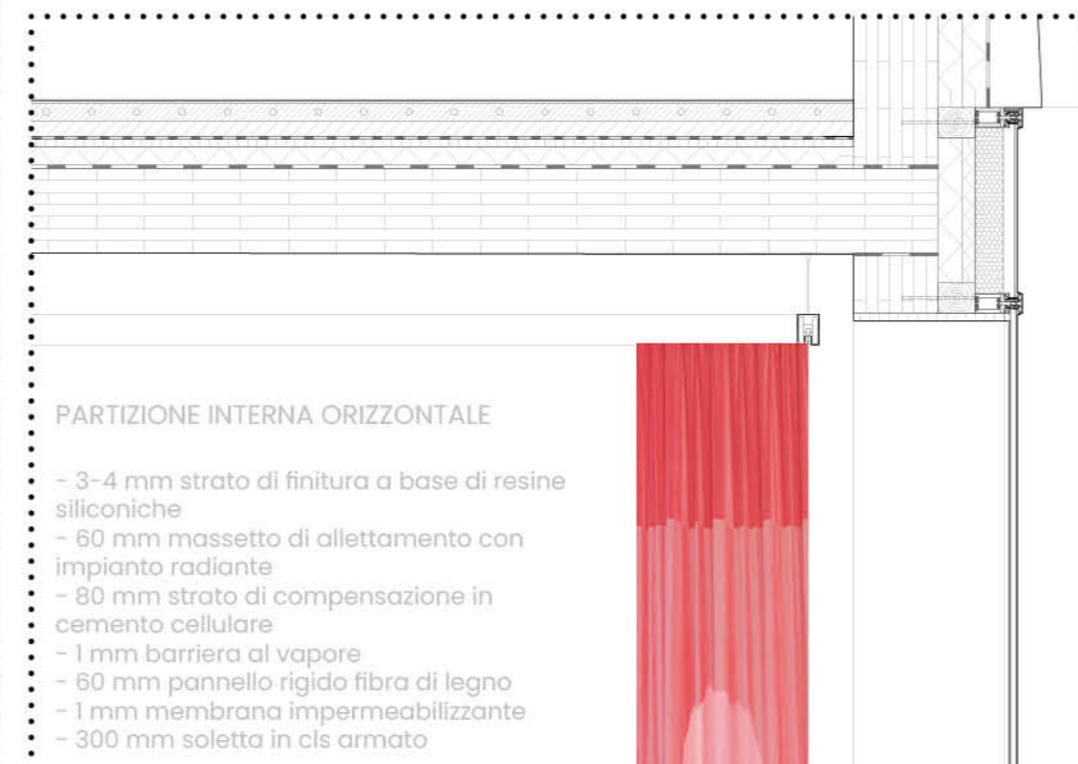 PARTIZIONE INTERNA ORIZZONTALE
- 3-4 mm strato di finitura a base di resine
siliconiche
- 60 mm massetto di allettamento con
impianto radiante
- 80 mm strato di compensazione in
cemento cellulare
- 1 mm barriera al vapore
- 60 mm pannello rigido fibra di legno
- 1 mm membrana impermeabilizzante
- 300 mm soletta in cls armato